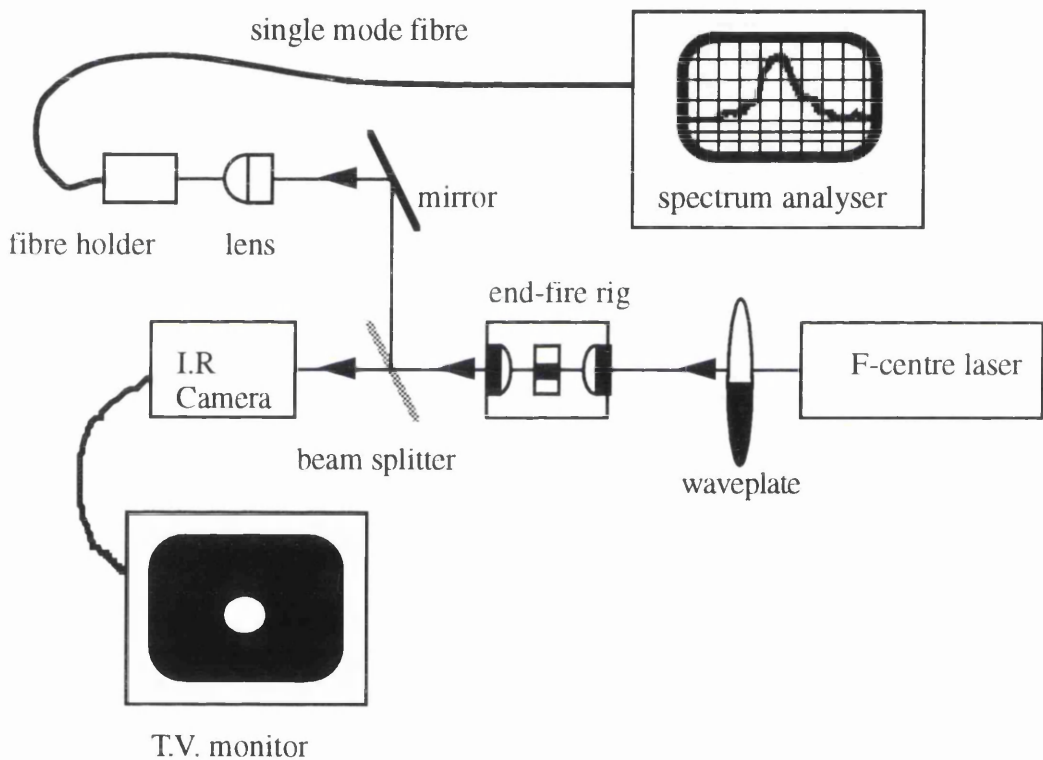 single mode fibre
spectrum analyser
mirror
fibre holder
lens
end-fire rig
I.R
Camera
F-centre laser
beam splitter
waveplate
T.V. monitor